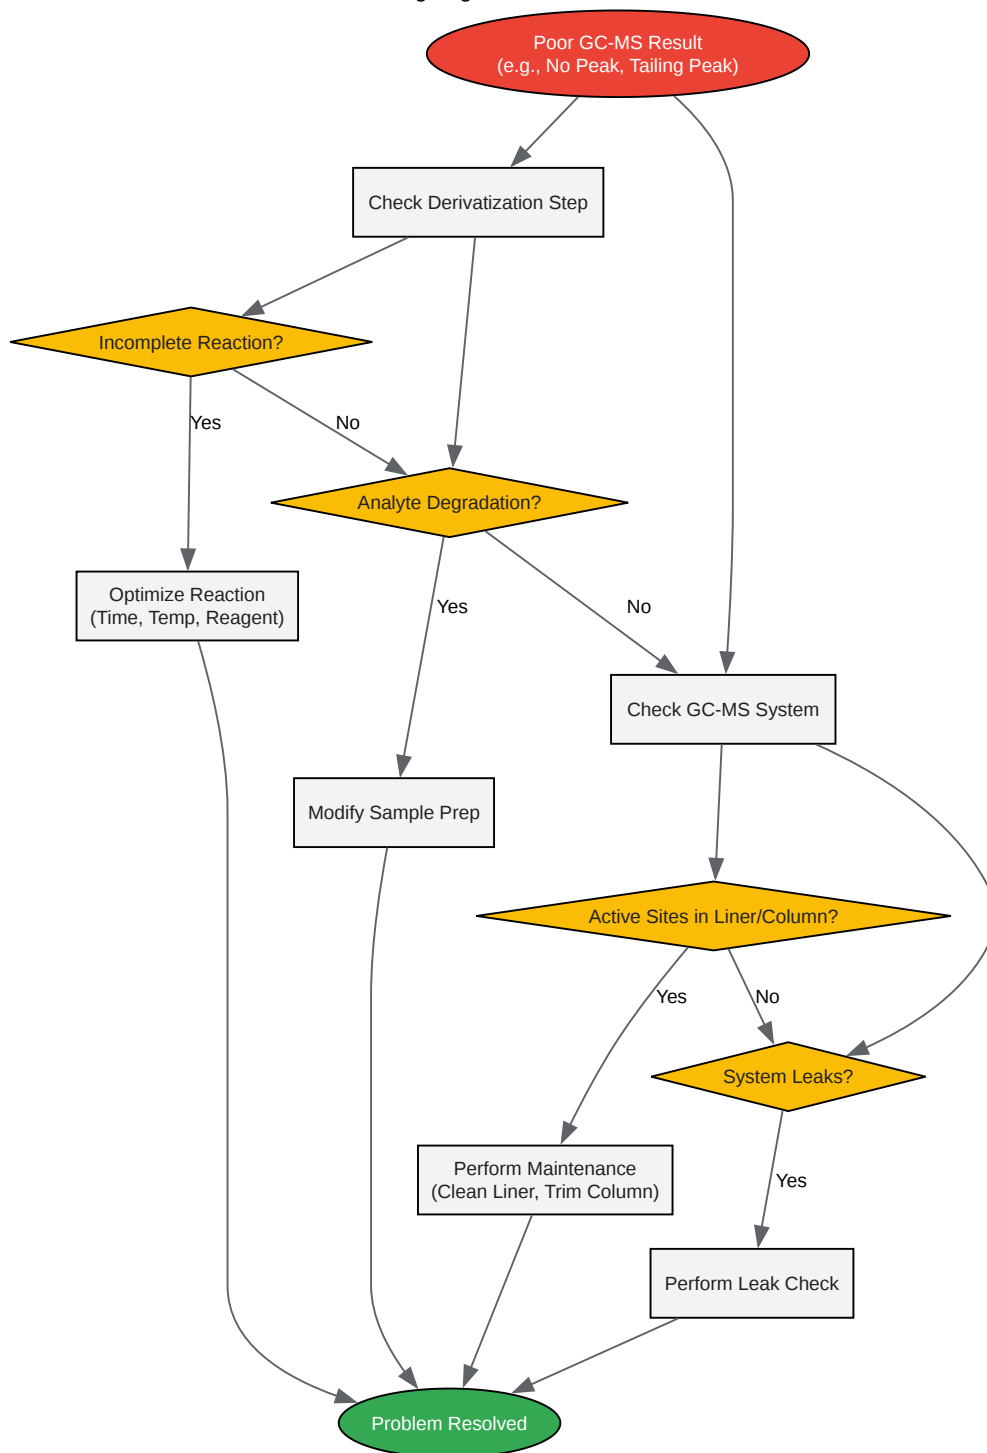 Poor GC-MS Result
(e.g., No Peak, Tailing Peak)
Check Derivatization Step
Incomplete Reaction?
Yes
No
Analyte Degradation?
Optimize Reaction
(Time, Temp, Reagent)
Yes
No
Check GC-MS System
Modify Sample Prep
Active Sites in Liner/Column?
Yes
No
System Leaks?
Perform Maintenance
(Clean Liner, Trim Column)
Yes
Perform Leak Check
Problem Resolved